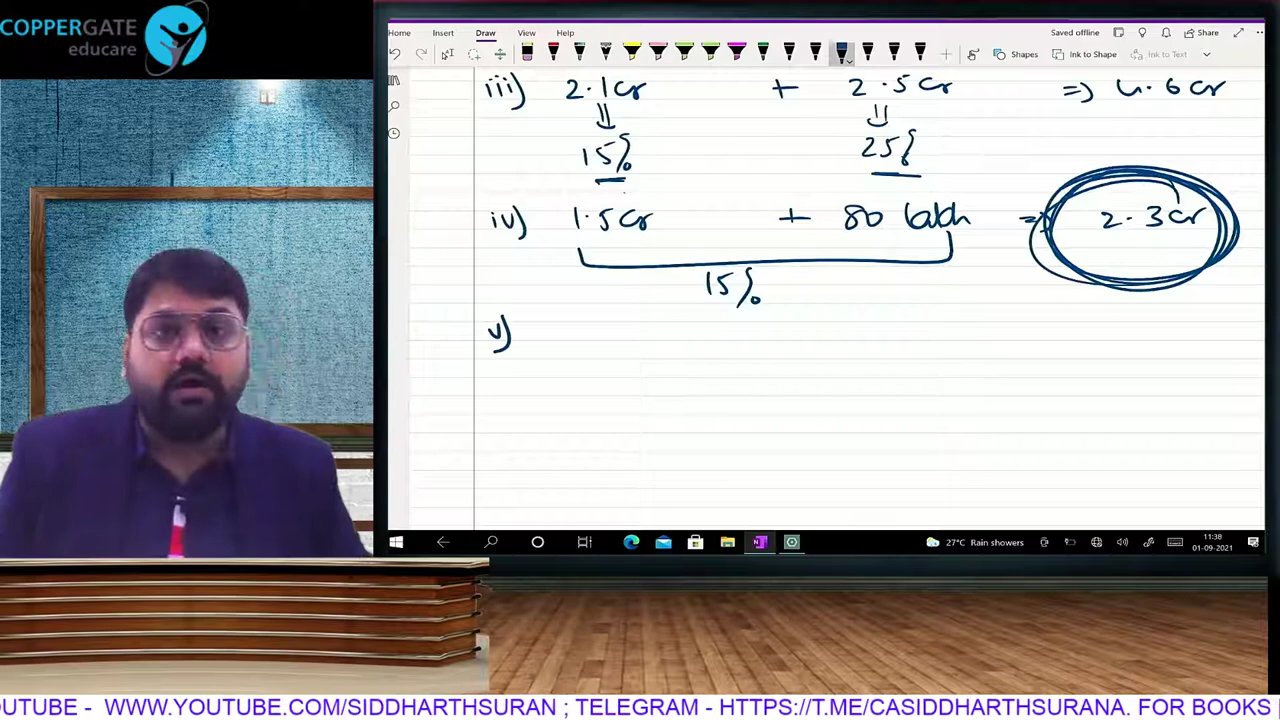 COPPERGATE
educare
Home Insert Draw View Help
Saved offline
Share
Shapes
Ink to Shape
Ink to Text
iii) 2.1cr + 2.5cr => 4.6cr
15% 25%
iv) 1.5cr + 80 lakh => 2.3cr
15%
v)
27°C Rain showers
11:38
01-09-2021
OUTUBE - WWW.YOUTUBE.COM/SIDDHARTHSURAN ; TELEGRAM - HTTPS://T.ME/CASIDDHARTHSURANA. FOR BOOKS